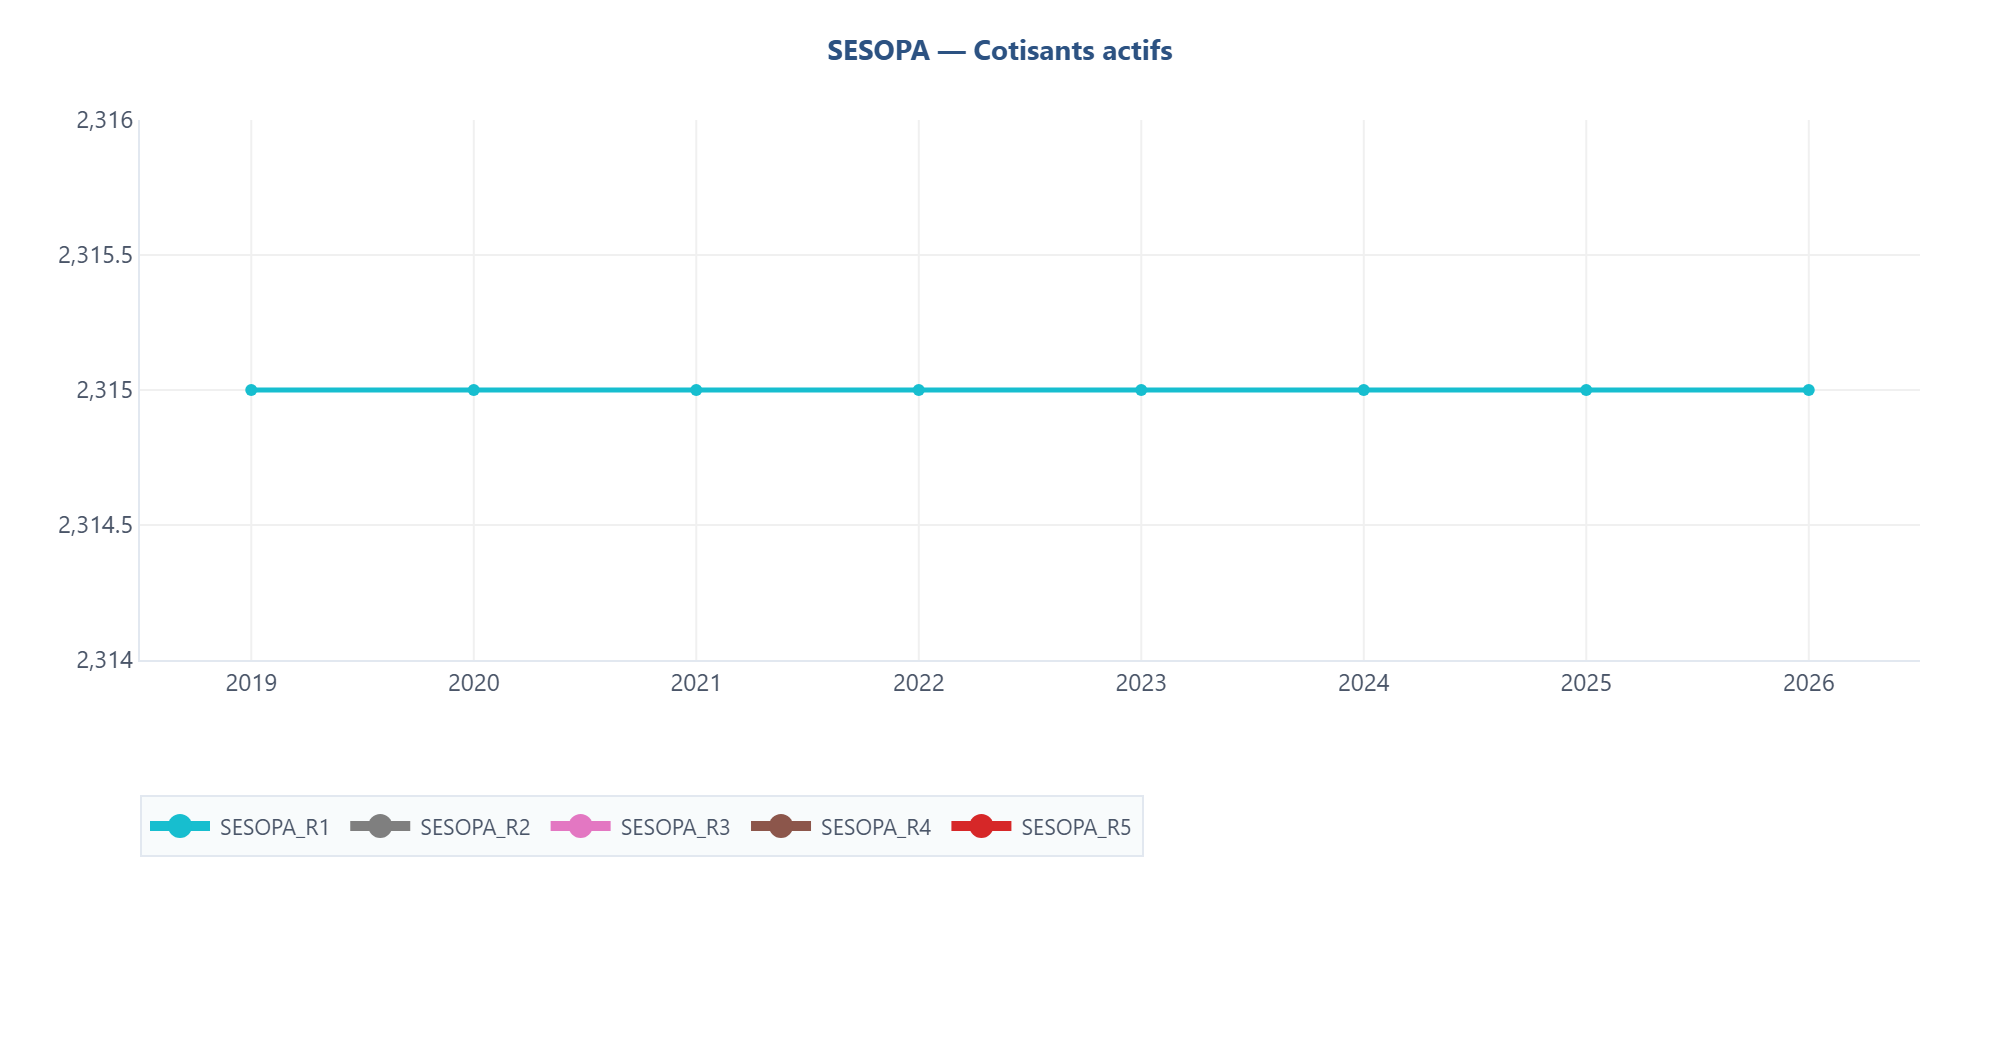 SESOPA — Cotisants actifs
2,316
2,315.5
2,315
2,314.5
2,314
2019 2020 2021 2022 2023 2024 2025 2026
SESOPA_R1 SESOPA_R2 SESOPA_R3 SESOPA_R4 SESOPA_R5